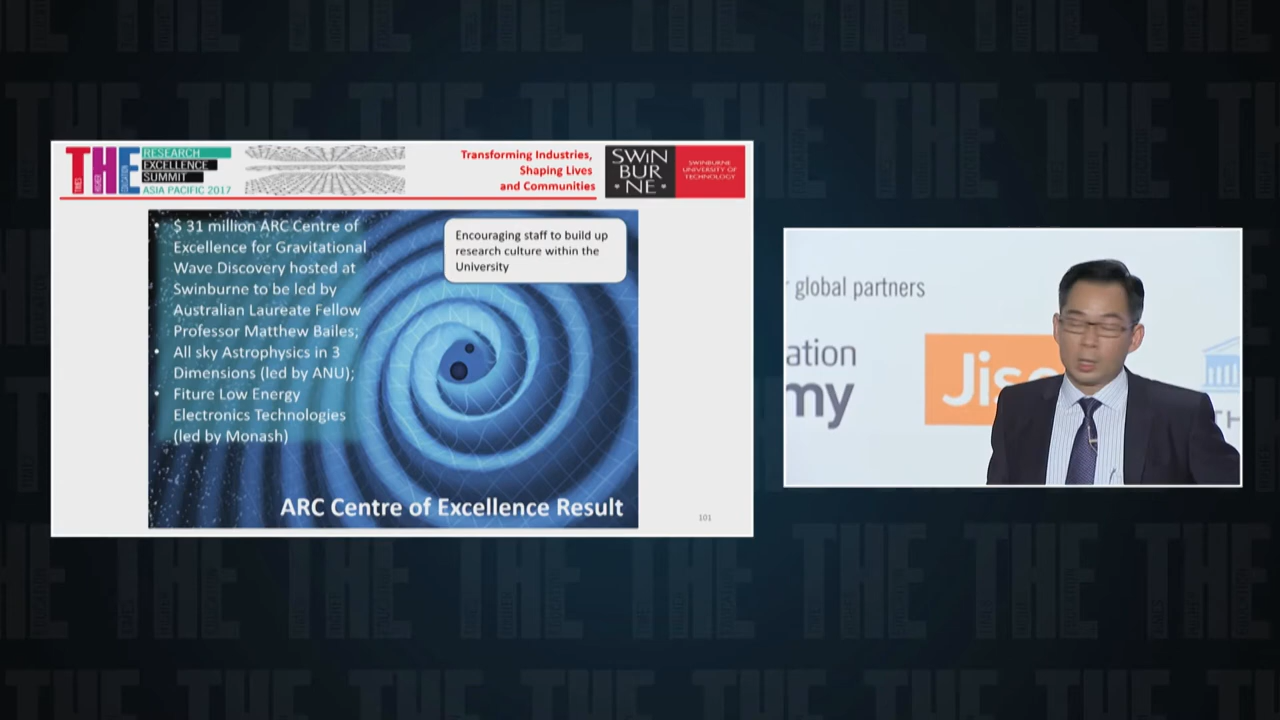 THE
TIMES
HIGHER
EDUCATION
RESEARCH
EXCELLENCE
SUMMIT
ASIA PACIFIC 2017
Transforming Industries,
Shaping Lives
and Communities
SWIN
BUR
NE
SWINBURNE
UNIVERSITY OF
TECHNOLOGY
• $ 31 million ARC Centre of
Excellence for Gravitational
Wave Discovery hosted at
Swinburne to be led by
Australian Laureate Fellow
Professor Matthew Bailes;
• All sky Astrophysics in 3
Dimensions (led by ANU);
• Fiture Low Energy
Electronics Technologies
(led by Monash)
Encouraging staff to build up
research culture within the
University
ARC Centre of Excellence Result
101
global partners
ation
my
Jis
TH